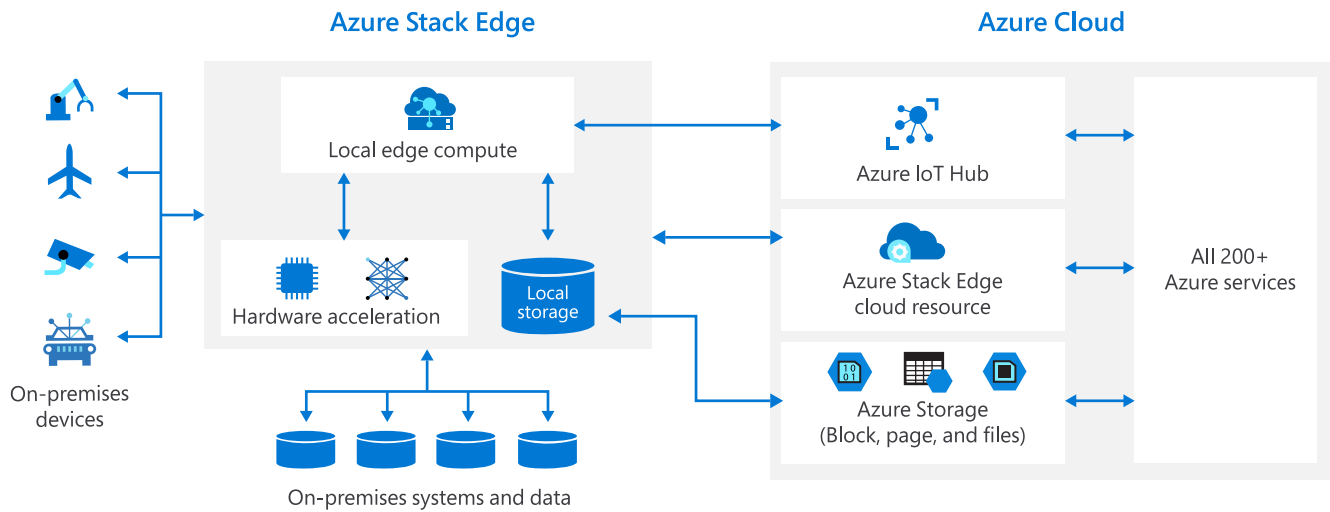 Azure Stack Edge
Azure Cloud
Local edge compute
Hardware acceleration
Local
storage
On-premises
devices
On-premises systems and data
Azure IoT Hub
Azure Stack Edge
cloud resource
10
01
Azure Storage
(Block, page, and files)
All 200+
Azure services